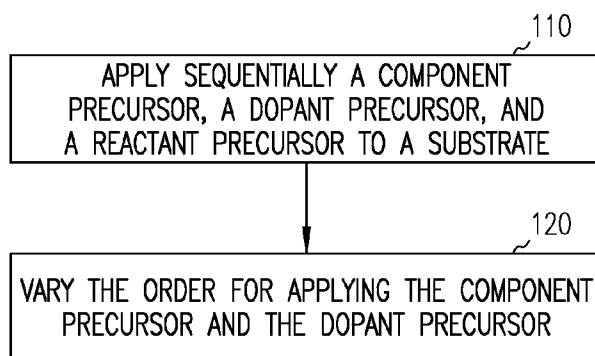 110
APPLY SEQUENTIALLY A COMPONENT
PRECURSOR, A DOPANT PRECURSOR, AND
A REACTANT PRECURSOR TO A SUBSTRATE
120
VARY THE ORDER FOR APPLYING THE COMPONENT
PRECURSOR AND THE DOPANT PRECURSOR